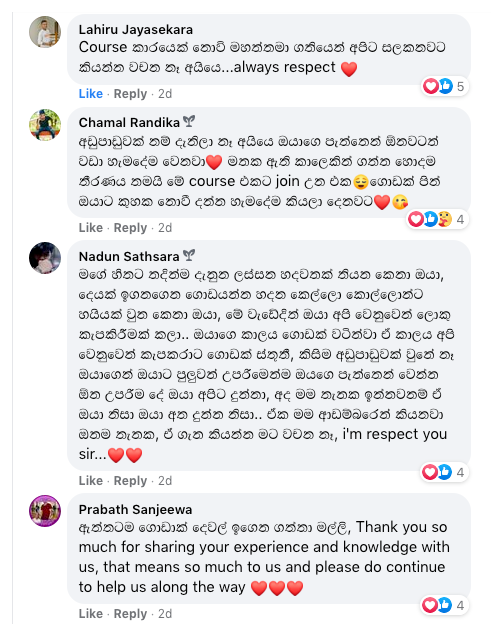 Lahiru Jayasekara
Course කාරයෙක් නොවී මහත්තමා ගතියෙන් අපිට සලකනවට
කියන්න වචන නෑ අයියෙ...always respect ❤️
Like · Reply · 2d
5
Chamal Randika
අඩුපාඩුවක් නම් දැනිලා නෑ අයියෙ ඔයාගෙ පැත්තෙන් ඕනවටත්
වඩා හැමදේම වෙනවා❤️ මතක ඇති කාලෙකින් ගත්ත හොදම
තීරණය තමයි මේ course එකට join උන එක😌ගොඩක් පින්
ඔයාට කුහක නොවී දන්න හැමදේම කියලා දෙනවට❤️😘
Like · Reply · 2d
4
Nadun Sathsara
මගේ හිතට තදින්ම දැනුන ලස්සන හදවතක් තියන කෙනා ඔයා,
දෙයක් ඉගනගෙන ගොඩයන්න හදන කෙල්ලො කොල්ලොන්ට
හයියක් වුන කෙනා ඔයා, මේ වැඩේදිත් ඔයා අපි වෙනුවෙන් ලොකු
කැපකිරීමක් කලා.. ඔයාගෙ කාලය ගොඩක් වටින්වා ඒ කාලය අපි
වෙනුවෙන් කැපකරාට ගොඩක් ස්තූතී, කිසිම අඩුපාඩුවක් වුනේ නෑ
ඔයාගෙන් ඔයාට පුලුවන් උපරීමෙන්ම ඔයගෙ පැත්තෙන් වෙන්න
ඕන උපරීම දේ ඔයා අපිට දුන්නා, අද මම තැනක ඉන්නවනම් ඒ
ඔයා නිසා ඔයා අත දුන්න නිසා.. ඒක මම ආඩම්බරෙන් කියනවා
ඔනම තැනක, ඒ ගැන කියන්න මට වචන නෑ, i'm respect you
sir...❤️❤️
Like · Reply · 2d
4
Prabath Sanjeewa
ඇත්තටම ගොඩාක් දෙවල් ඉගෙන ගත්තා මල්ලි, Thank you so
much for sharing your experience and knowledge with
us, that means so much to us and please do continue
to help us along the way ❤️❤️❤️
Like · Reply · 2d
4